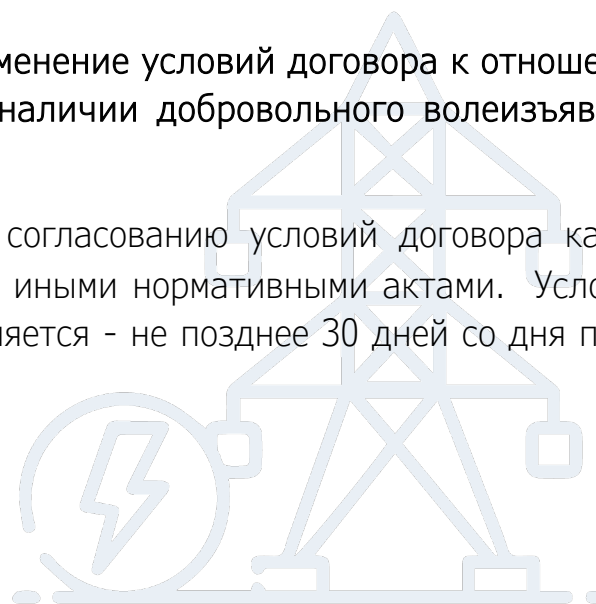 менение условий договора к отноше
наличии добровольного волеизъяв
согласованию условий договора ка
иными нормативными актами. Усло
яется - не позднее 30 дней со дня п